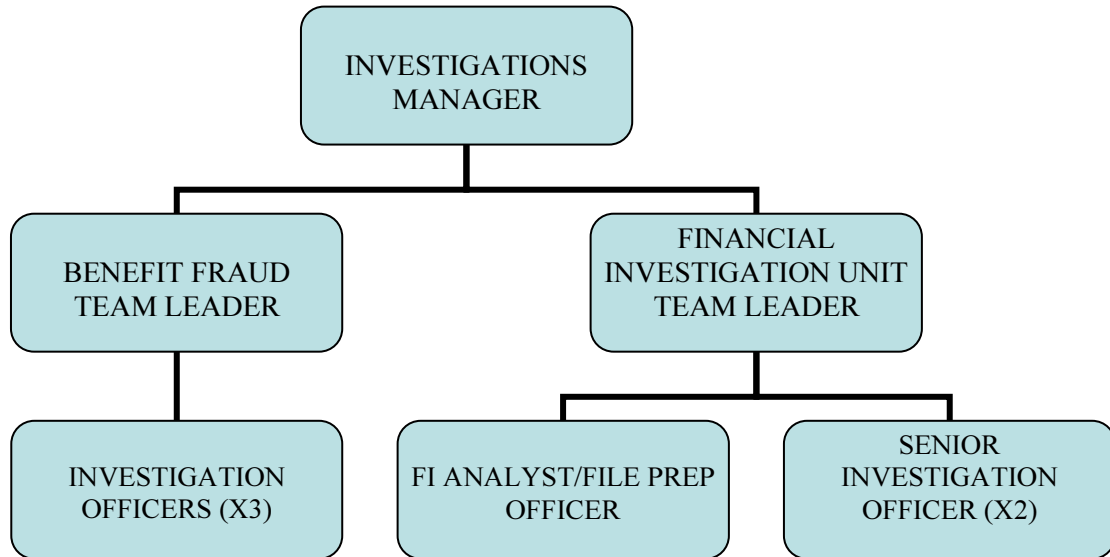 INVESTIGATIONS
MANAGER
BENEFIT FRAUD
TEAM LEADER
FINANCIAL
INVESTIGATION UNIT
TEAM LEADER
INVESTIGATION
OFFICERS (X3)
FI ANALYST/FILE PREP
OFFICER
SENIOR
INVESTIGATION
OFFICER (X2)